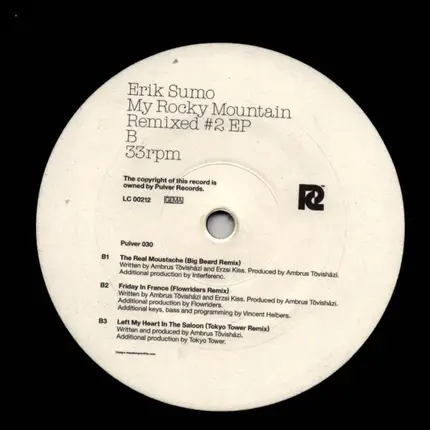 Erik Sumo
My Rocky Mountain
Remixed #2 EP
B
33rpm
The copyright of this record is
owned by Pulver Records.
LC 00212 GEMA
Pulver 030
B1 The Real Moustache (Big Beard Remix)
Written by Ambrus Tövisházi and Erzsi Kiss. Produced by Ambrus Tövisházi.
Additional production by Interferenc.
B2 Friday In France (Flowriders Remix)
Written by Ambrus Tövisházi and Erzsi Kiss. Produced by Ambrus Tövisházi.
Additional production by Flowriders.
Additional keys, bass and programming by Vincent Helbers.
B3 Left My Heart In The Saloon (Tokyo Tower Remix)
Written and produced by Ambrus Tövisházi.
Additional production by Tokyo Tower.